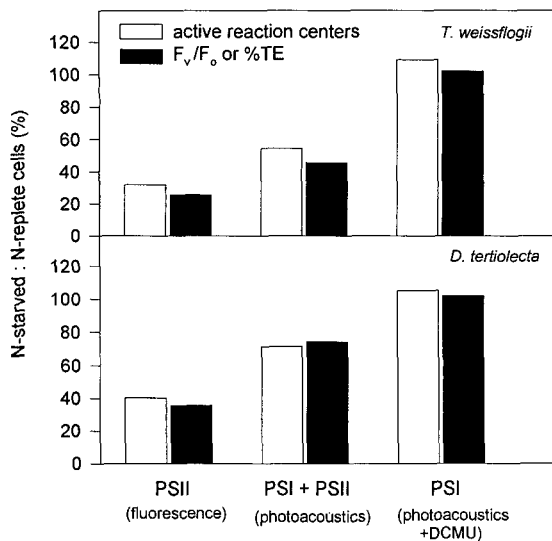 active reaction centers
T. weissflogii
Fv/Fo or %TE
120
100
80
60
40
20
0
N-starved : N-replete cells (%)
D. tertiolecta
120
100
80
60
40
20
0
PSII
(fluorescence)
PSI + PSII
(photoacoustics)
PSI
(photoacoustics
+DCMU)